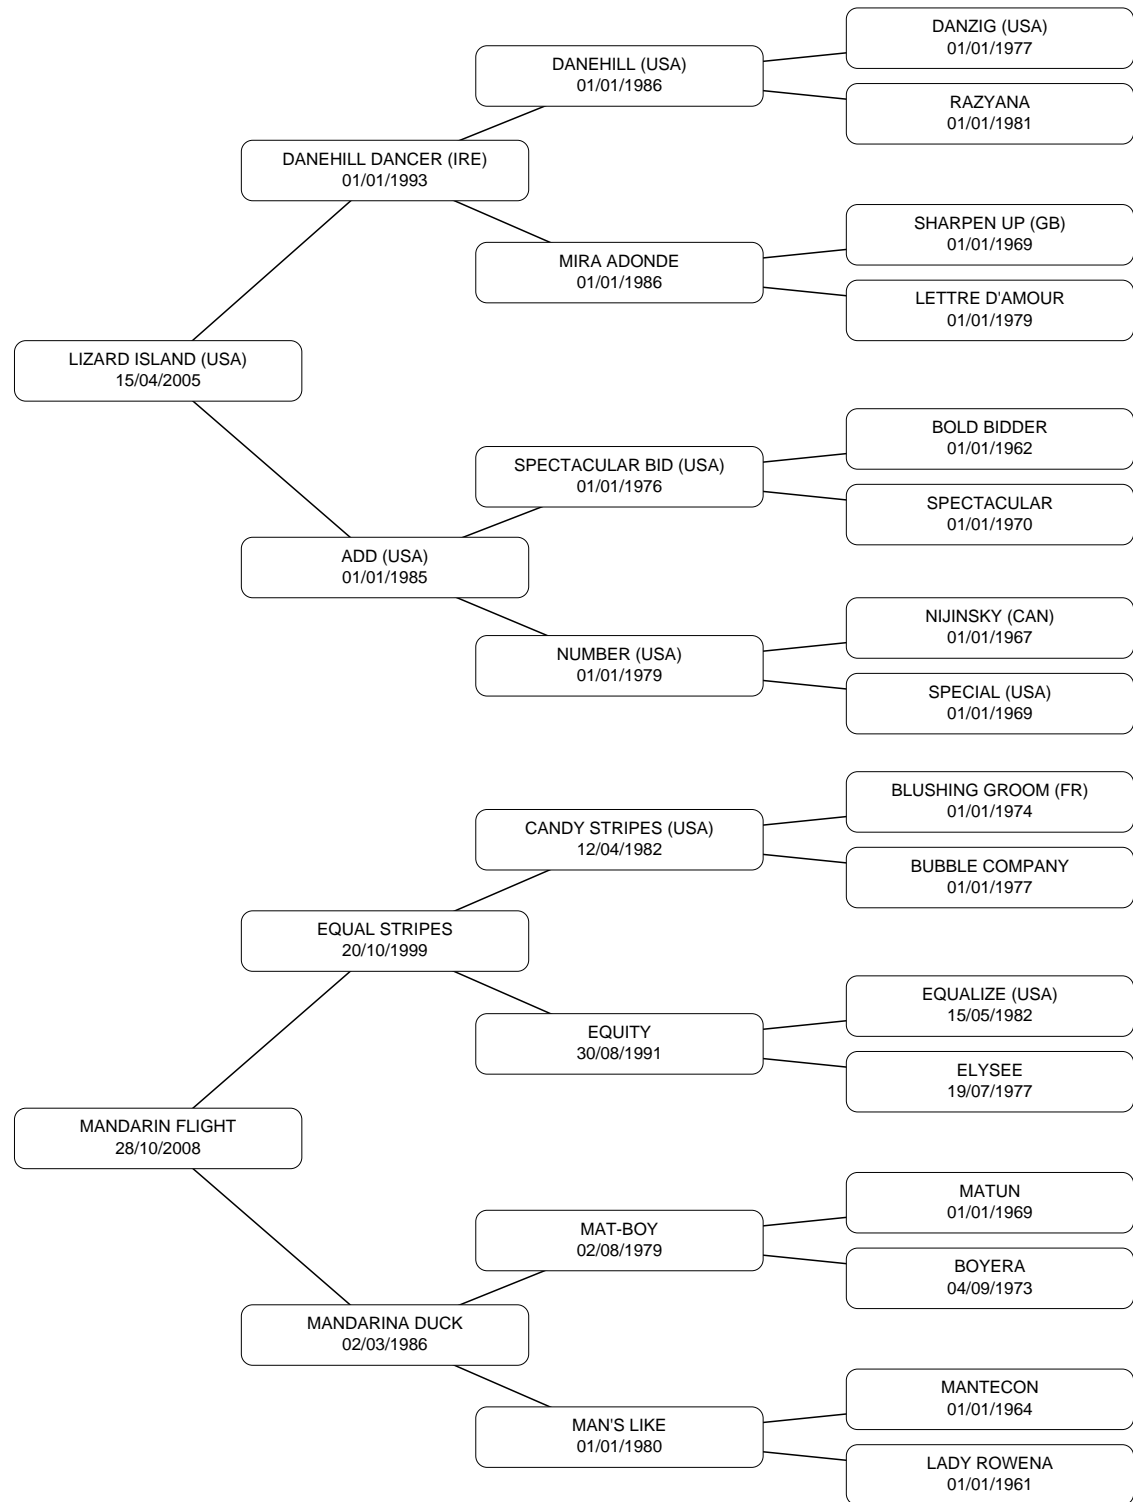 DANZIG (USA)
01/01/1977
DANEHILL (USA)
01/01/1986
RAZYANA
01/01/1981
DANEHILL DANCER (IRE)
01/01/1993
SHARPEN UP (GB)
01/01/1969
MIRA ADONDE
01/01/1986
LETTRE D'AMOUR
01/01/1979
LIZARD ISLAND (USA)
15/04/2005
BOLD BIDDER
01/01/1962
SPECTACULAR BID (USA)
01/01/1976
SPECTACULAR
01/01/1970
ADD (USA)
01/01/1985
NIJINSKY (CAN)
01/01/1967
NUMBER (USA)
01/01/1979
SPECIAL (USA)
01/01/1969
BLUSHING GROOM (FR)
01/01/1974
CANDY STRIPES (USA)
12/04/1982
BUBBLE COMPANY
01/01/1977
EQUAL STRIPES
20/10/1999
EQUALIZE (USA)
15/05/1982
EQUITY
30/08/1991
ELYSEE
19/07/1977
MANDARIN FLIGHT
28/10/2008
MATUN
01/01/1969
MAT-BOY
02/08/1979
BOYERA
04/09/1973
MANDARINA DUCK
02/03/1986
MANTECON
01/01/1964
MAN'S LIKE
01/01/1980
LADY ROWENA
01/01/1961